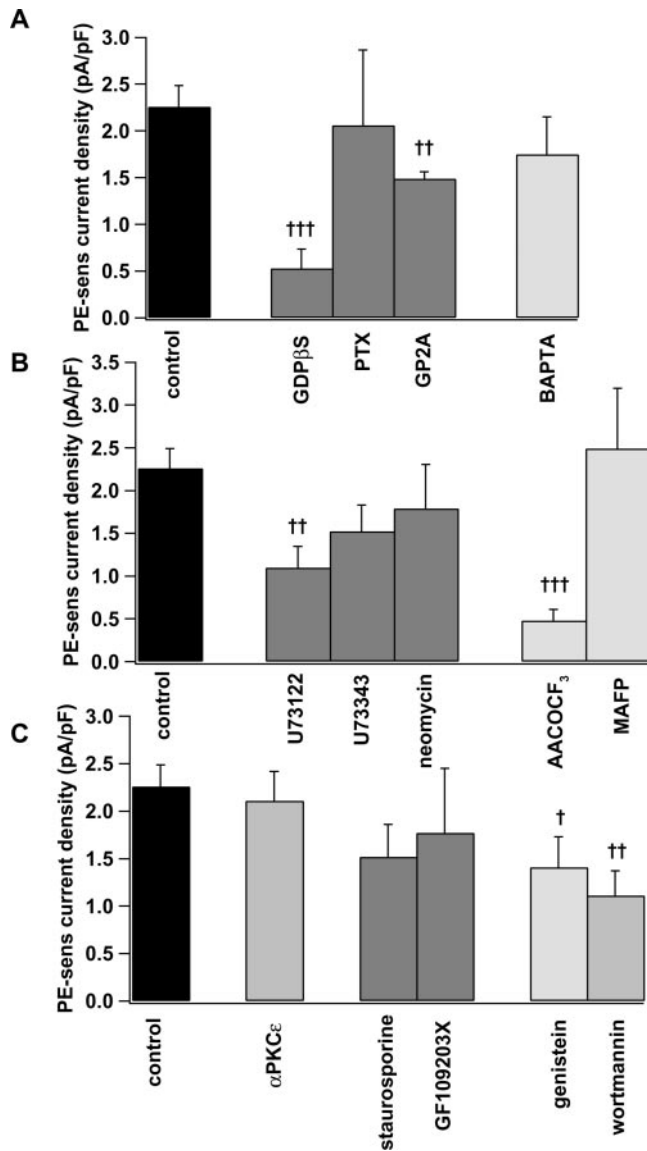 A
PE-sens current density (pA/pF)
3.0
2.5
2.0
1.5
1.0
0.5
0.0
†††
††
control
GDPβS
PTX
GP2A
BAPTA
B
PE-sens current density (pA/pF)
3.5
3.0
2.5
2.0
1.5
1.0
0.5
0.0
††
†††
control
U73122
U73343
neomycin
AACOCF₃
MAFP
C
PE-sens current density (pA/pF)
3.0
2.5
2.0
1.5
1.0
0.5
0.0
†
††
control
αPKCε
staurosporine
GF109203X
genistein
wortmannin